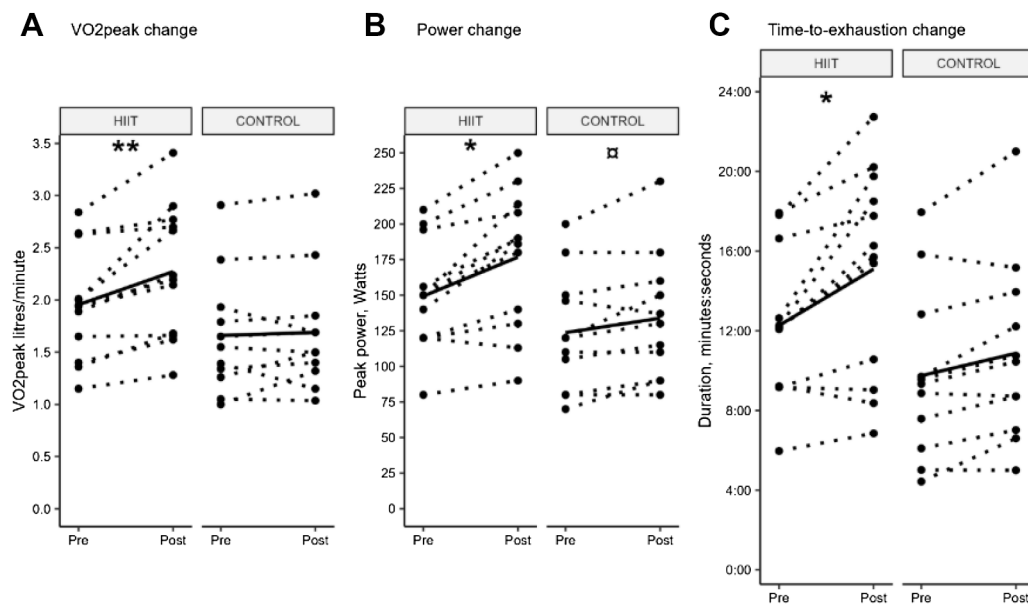 A VO2peak change
B Power change
C Time-to-exhaustion change
HIIT CONTROL
**
VO2peak litres/minute
3.5
3.0
2.5
2.0
1.5
1.0
0.5
0.0
Pre Post Pre Post
HIIT CONTROL
* ¤
Peak power, Watts
250
225
200
175
150
125
100
75
50
25
0
Pre Post Pre Post
HIIT CONTROL
*
Duration, minutes:seconds
24:00
20:00
16:00
12:00
8:00
4:00
0:00
Pre Post Pre Post